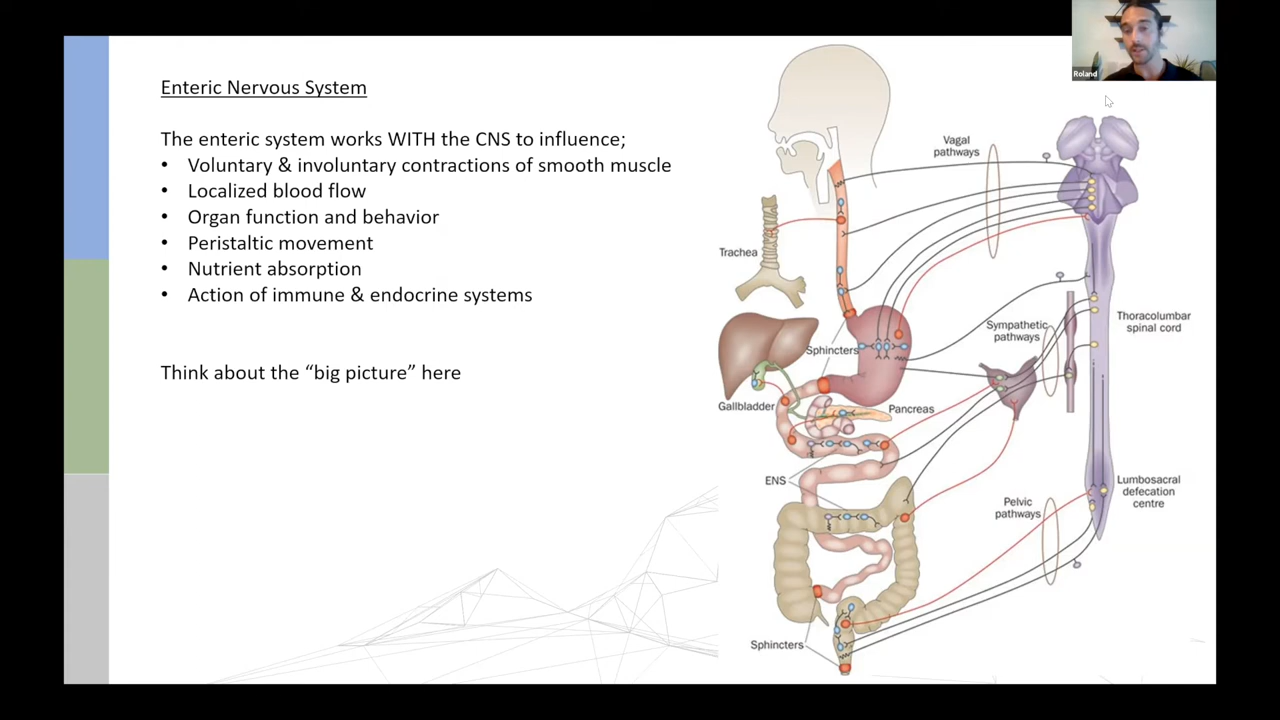 Roland
Enteric Nervous System
The enteric system works WITH the CNS to influence;
• Voluntary & involuntary contractions of smooth muscle
• Localized blood flow
• Organ function and behavior
• Peristaltic movement
• Nutrient absorption
• Action of immune & endocrine systems
Think about the “big picture” here
Vagal
pathways
Trachea
Thoracolumbar
spinal cord
Sympathetic
pathways
Sphincters
Gallbladder
Pancreas
ENS
Lumbosacral
defecation
centre
Pelvic
pathways
Sphincters